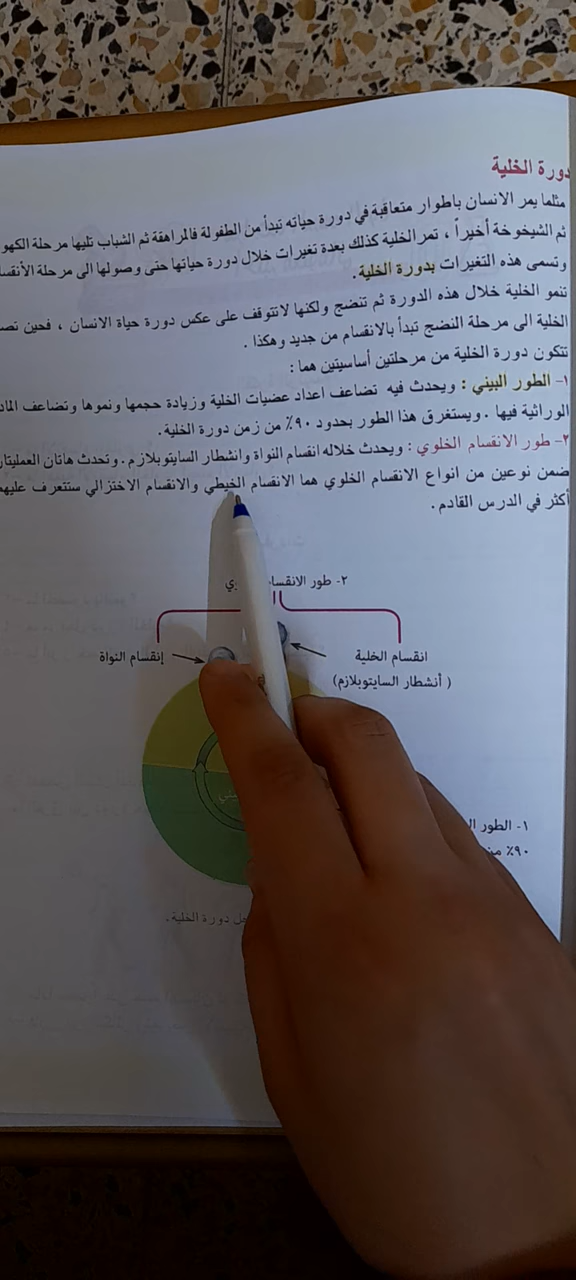 دورة الخلية
مثلما يمر الانسان باطوار متعاقبة في دورة حياته تبدأ من الطفولة فالمراهقة ثم الشباب تليها مرحلة
ثم الشيخوخة أخيراً ، تمر الخلية كذلك بعدة تغيرات خلال دورة حياتها حتى وصولها الى مرحلة
وتسمى هذه التغيرات بدورة الخلية .
تنمو الخلية خلال هذه الدورة ثم تنضج ولكنها لاتتوقف على عكس دورة حياة الانسان ، فحين
الخلية الى مرحلة النضج تبدأ بالانقسام من جديد وهكذا .
تتكون دورة الخلية من مرحلتين أساسيتين هما :
١- الطور البيني : ويحدث فيه تضاعف اعداد عضيات الخلية وزيادة حجمها ونموها وتضاعف
الوراثية فيها . ويستغرق هذا الطور بحدود ٩٠٪ من زمن دورة الخلية .
٢- طور الانقسام الخلوي : ويحدث خلاله انقسام النواة وانشطار السايتوبلازم . وتحدث هاتان
ضمن نوعين من انواع الانقسام الخلوي هما الانقسام الخيطي والانقسام الاختزالي ستتعرف
أكثر في الدرس القادم .
٢- طور الانقسا
انقسام الخلية
( أنشطار السايتوبلازم)
إنقسام النواة
١- الطور
٩٠٪
دورة الخلية .